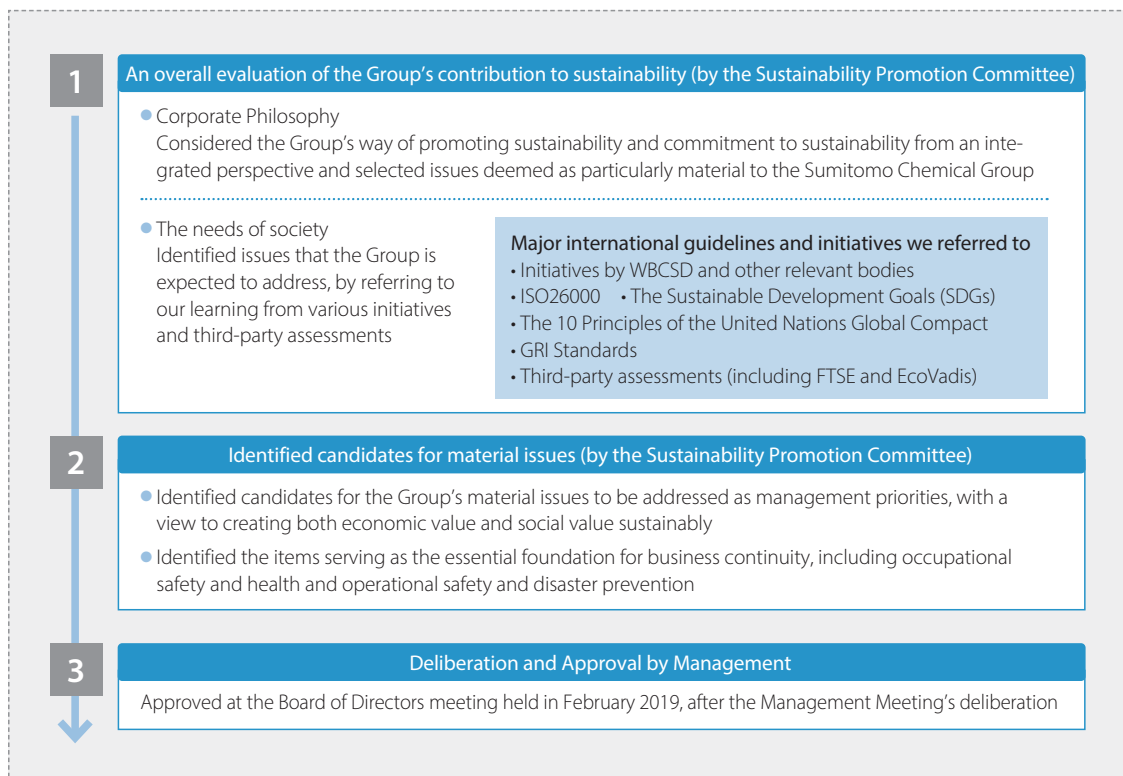 1
An overall evaluation of the Group's contribution to sustainability (by the Sustainability Promotion Committee)
● Corporate Philosophy
Considered the Group's way of promoting sustainability and commitment to sustainability from an inte-
grated perspective and selected issues deemed as particularly material to the Sumitomo Chemical Group
● The needs of society
Identified issues that the Group is
expected to address, by referring to
our learning from various initiatives
and third-party assessments
Major international guidelines and initiatives we referred to
• Initiatives by WBCSD and other relevant bodies
• ISO26000 • The Sustainable Development Goals (SDGs)
• The 10 Principles of the United Nations Global Compact
• GRI Standards
• Third-party assessments (including FTSE and EcoVadis)
2
Identified candidates for material issues (by the Sustainability Promotion Committee)
● Identified candidates for the Group's material issues to be addressed as management priorities, with a
view to creating both economic value and social value sustainably
● Identified the items serving as the essential foundation for business continuity, including occupational
safety and health and operational safety and disaster prevention
3
Deliberation and Approval by Management
Approved at the Board of Directors meeting held in February 2019, after the Management Meeting's deliberation